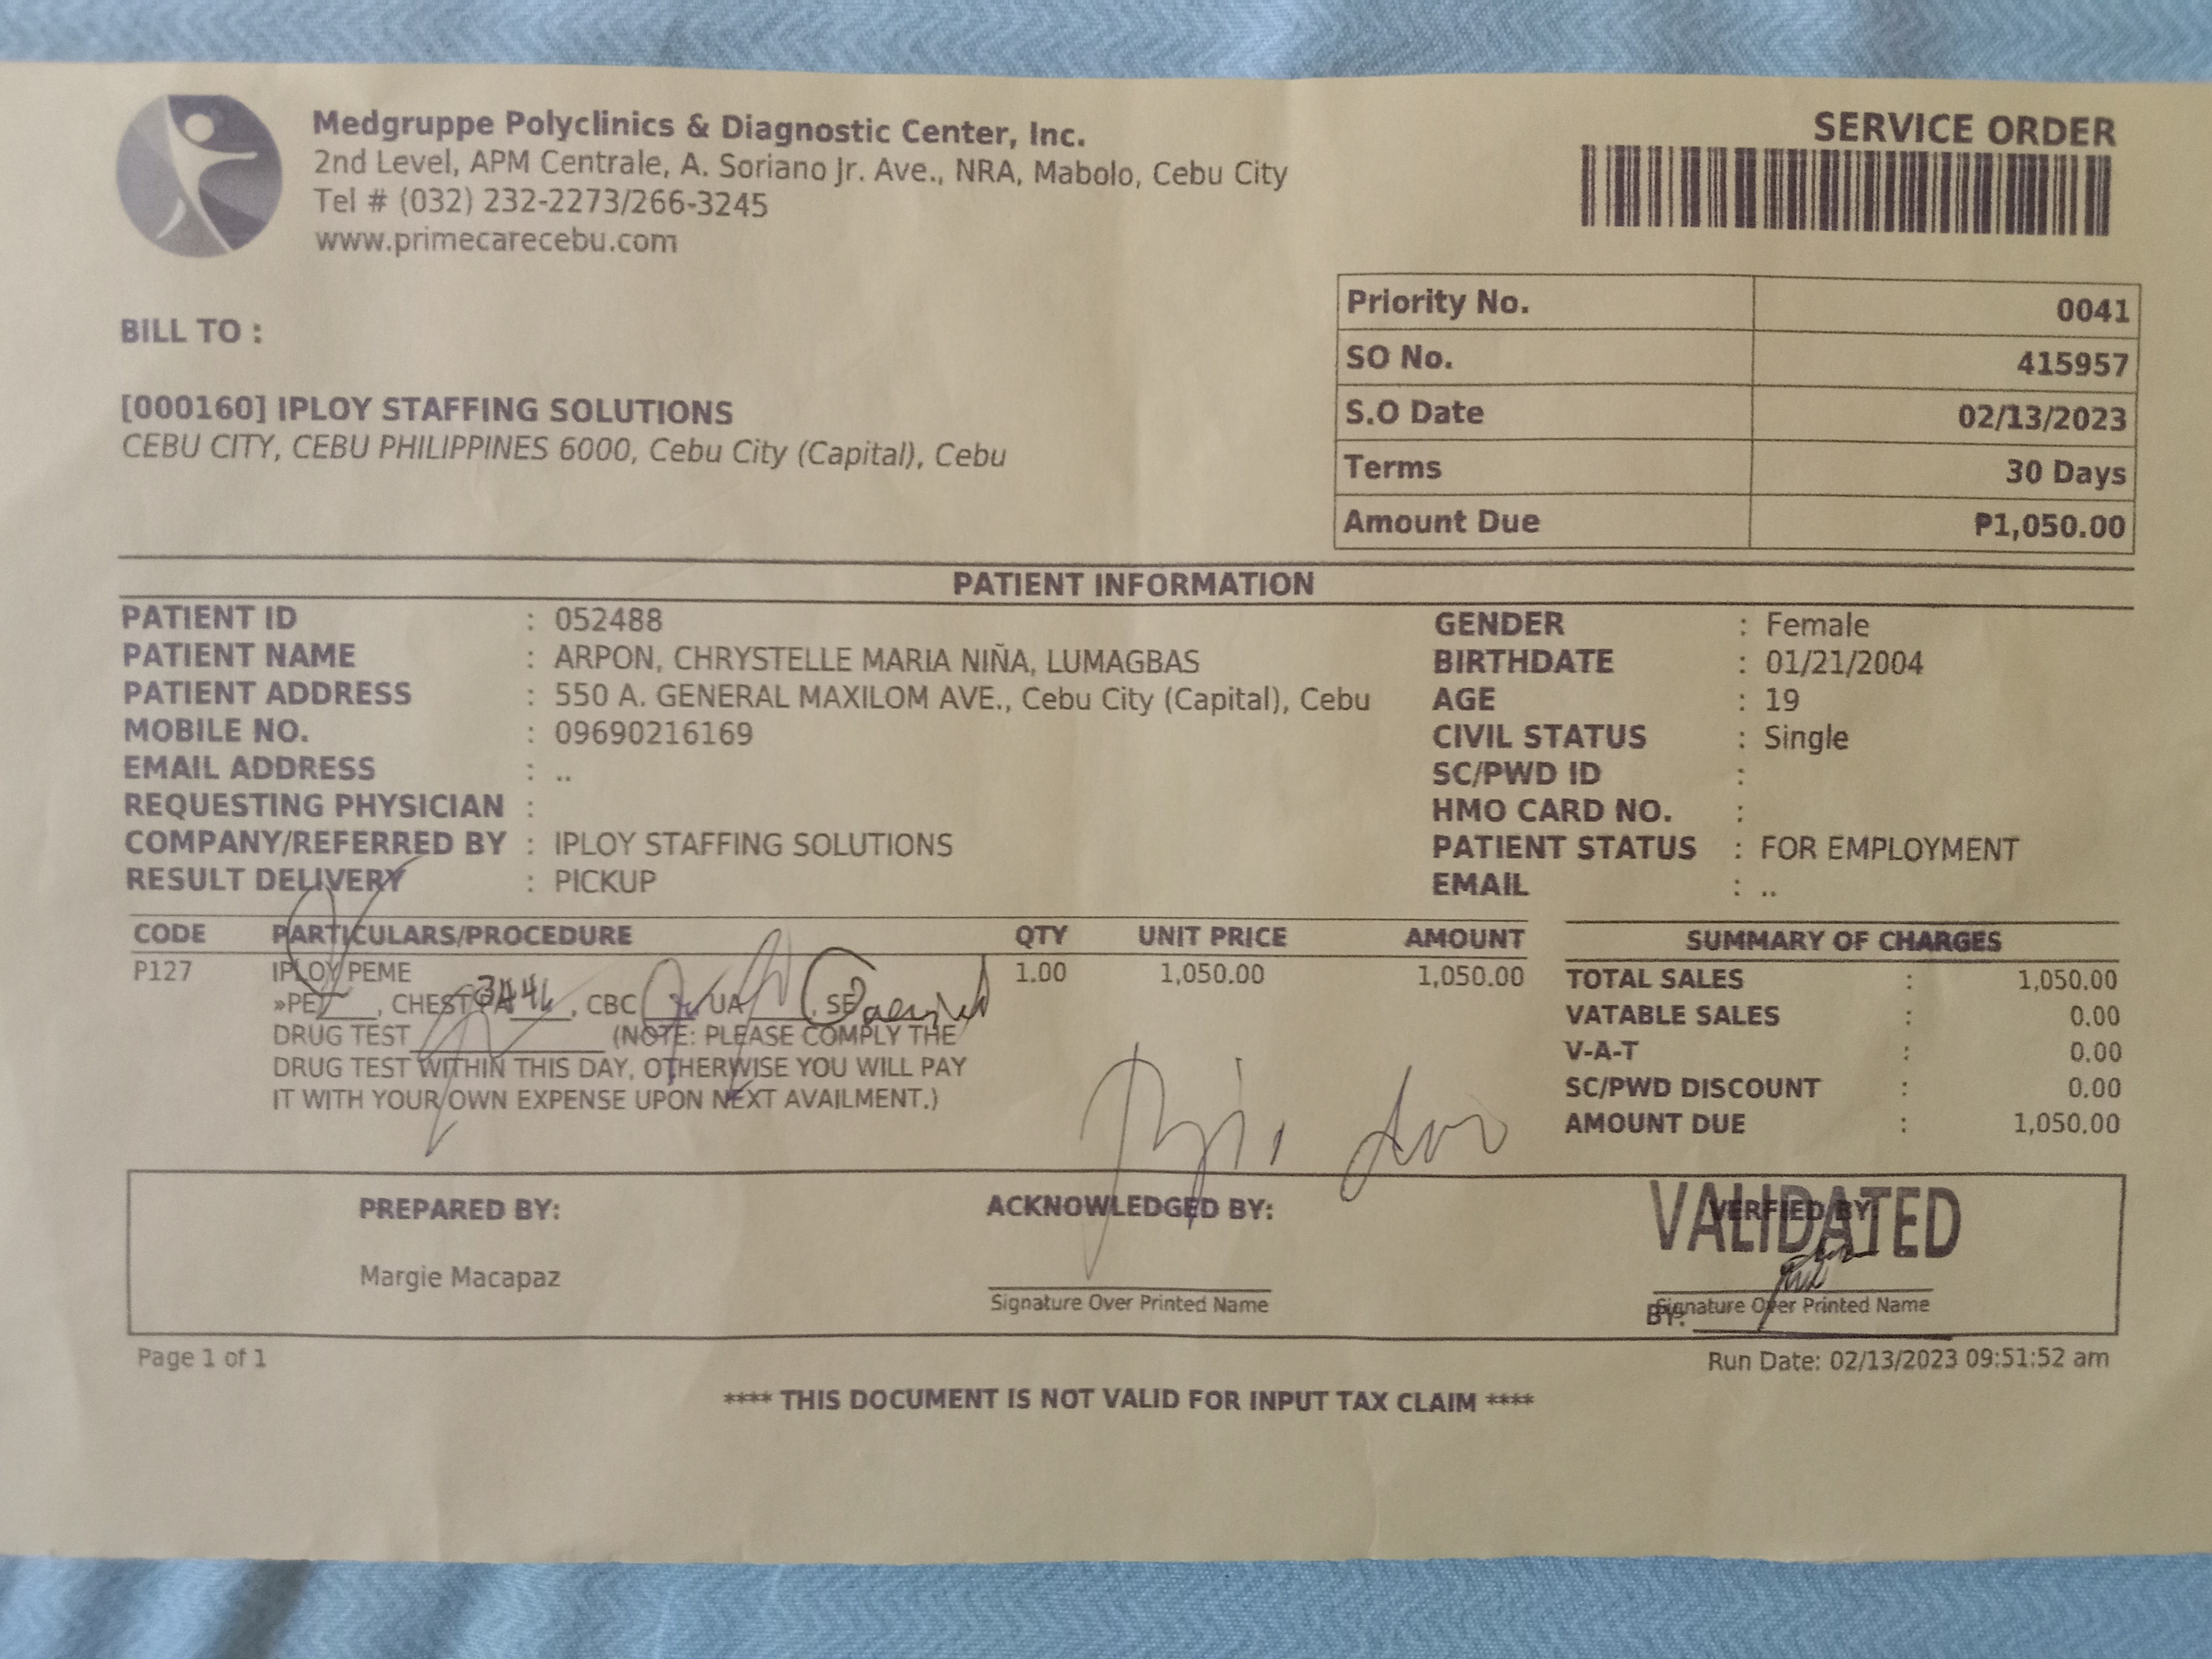 Medgruppe Polyclinics & Diagnostic Center, Inc.
2nd Level, APM Centrale, A. Soriano Jr. Ave., NRA, Mabolo, Cebu City
Tel # (032) 232-2273/266-3245
www.primecarecebu.com
SERVICE ORDER
BILL TO :
[000160] IPLOY STAFFING SOLUTIONS
CEBU CITY, CEBU PHILIPPINES 6000, Cebu City (Capital), Cebu
Priority No. 0041
SO No. 415957
S.O Date 02/13/2023
Terms 30 Days
Amount Due ₱1,050.00
PATIENT INFORMATION
PATIENT ID : 052488
PATIENT NAME : ARPON, CHRYSTELLE MARIA NIÑA, LUMAGBAS
PATIENT ADDRESS : 550 A. GENERAL MAXILOM AVE., Cebu City (Capital), Cebu
MOBILE NO. : 09690216169
EMAIL ADDRESS : ..
REQUESTING PHYSICIAN :
COMPANY/REFERRED BY : IPLOY STAFFING SOLUTIONS
RESULT DELIVERY : PICKUP
GENDER : Female
BIRTHDATE : 01/21/2004
AGE : 19
CIVIL STATUS : Single
SC/PWD ID :
HMO CARD NO. :
PATIENT STATUS : FOR EMPLOYMENT
EMAIL : ..
CODE PARTICULARS/PROCEDURE QTY UNIT PRICE AMOUNT
P127 IPLOY PEME 1.00 1,050.00 1,050.00
»PE____, CHEST PA____, CBC____, UA____, SE
DRUG TEST____________ (NOTE: PLEASE COMPLY THE
DRUG TEST WITHIN THIS DAY, OTHERWISE YOU WILL PAY
IT WITH YOUR OWN EXPENSE UPON NEXT AVAILMENT.)
SUMMARY OF CHARGES
TOTAL SALES : 1,050.00
VATABLE SALES : 0.00
V-A-T : 0.00
SC/PWD DISCOUNT : 0.00
AMOUNT DUE : 1,050.00
PREPARED BY:
Margie Macapaz
ACKNOWLEDGED BY:
Signature Over Printed Name
VERFIED BY
VALIDATED
Signature Over Printed Name
BY:
Page 1 of 1
Run Date: 02/13/2023 09:51:52 am
**** THIS DOCUMENT IS NOT VALID FOR INPUT TAX CLAIM ****